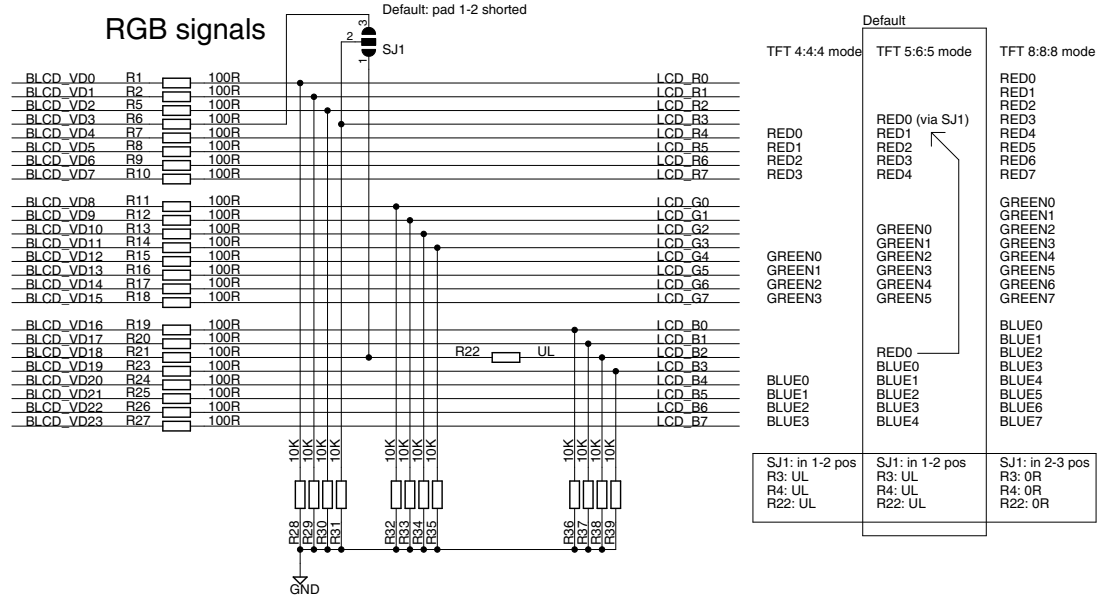 Default: pad 1-2 shorted
RGB signals
3
2
SJ1
1
Default
TFT 4:4:4 mode TFT 5:6:5 mode TFT 8:8:8 mode
BLCD_VD0 R1 100R LCD_R0 RED0
BLCD_VD1 R2 100R LCD_R1 RED1
BLCD_VD2 R5 100R LCD_R2 RED2
BLCD_VD3 R6 100R LCD_R3 RED0 (via SJ1) RED3
BLCD_VD4 R7 100R LCD_R4 RED0 RED1 RED4
BLCD_VD5 R8 100R LCD_R5 RED1 RED2 RED5
BLCD_VD6 R9 100R LCD_R6 RED2 RED3 RED6
BLCD_VD7 R10 100R LCD_R7 RED3 RED4 RED7
BLCD_VD8 R11 100R LCD_G0 GREEN0
BLCD_VD9 R12 100R LCD_G1 GREEN1
BLCD_VD10 R13 100R LCD_G2 GREEN0 GREEN2
BLCD_VD11 R14 100R LCD_G3 GREEN1 GREEN3
BLCD_VD12 R15 100R LCD_G4 GREEN0 GREEN2 GREEN4
BLCD_VD13 R16 100R LCD_G5 GREEN1 GREEN3 GREEN5
BLCD_VD14 R17 100R LCD_G6 GREEN2 GREEN4 GREEN6
BLCD_VD15 R18 100R LCD_G7 GREEN3 GREEN5 GREEN7
BLCD_VD16 R19 100R LCD_B0 BLUE0
BLCD_VD17 R20 100R LCD_B1 BLUE1
BLCD_VD18 R21 100R R22 UL LCD_B2 RED0 BLUE2
BLCD_VD19 R23 100R LCD_B3 BLUE0 BLUE3
BLCD_VD20 R24 100R LCD_B4 BLUE0 BLUE1 BLUE4
BLCD_VD21 R25 100R LCD_B5 BLUE1 BLUE2 BLUE5
BLCD_VD22 R26 100R LCD_B6 BLUE2 BLUE3 BLUE6
BLCD_VD23 R27 100R LCD_B7 BLUE3 BLUE4 BLUE7
10K 10K 10K 10K 10K 10K 10K 10K 10K 10K 10K 10K
SJ1: in 1-2 pos SJ1: in 1-2 pos SJ1: in 2-3 pos
R3: UL R3: UL R3: 0R
R4: UL R4: UL R4: 0R
R22: UL R22: UL R22: 0R
R28 R29 R30 R31 R32 R33 R34 R35 R36 R37 R38 R39
GND